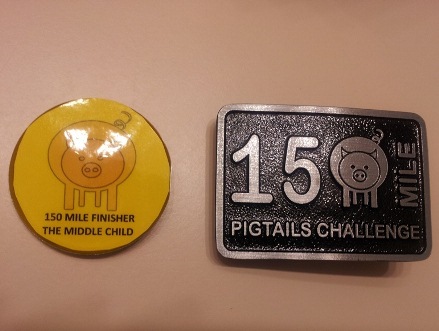 150 MILE FINISHER
THE MIDDLE CHILD
150 MILE
PIGTAILS CHALLENGE